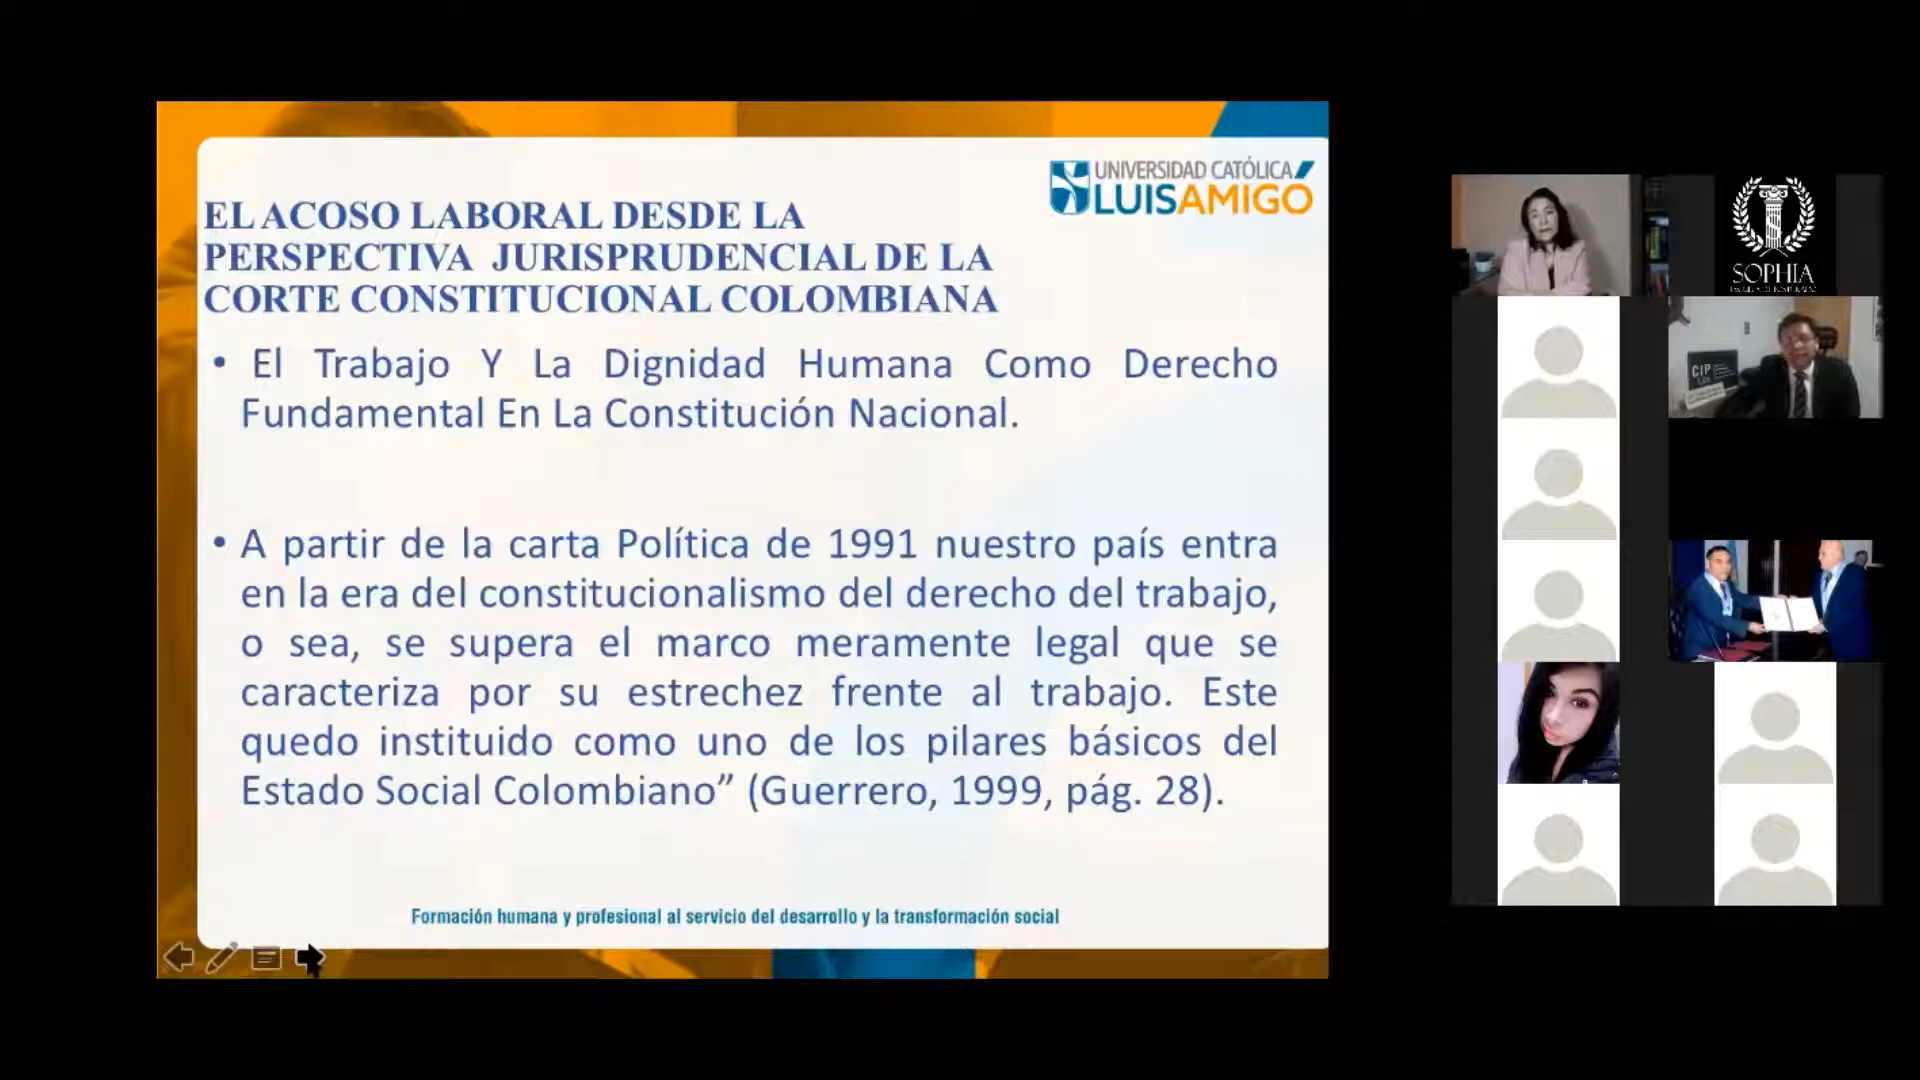 UNIVERSIDAD CATÓLICA
LUISAMIGÓ
EL ACOSO LABORAL DESDE LA
PERSPECTIVA JURISPRUDENCIAL DE LA
CORTE CONSTITUCIONAL COLOMBIANA
• El Trabajo Y La Dignidad Humana Como Derecho
Fundamental En La Constitución Nacional.
• A partir de la carta Política de 1991 nuestro país entra
en la era del constitucionalismo del derecho del trabajo,
o sea, se supera el marco meramente legal que se
caracteriza por su estrechez frente al trabajo. Este
quedo instituido como uno de los pilares básicos del
Estado Social Colombiano” (Guerrero, 1999, pág. 28).
Formación humana y profesional al servicio del desarrollo y la transformación social
SOPHIA
CIP